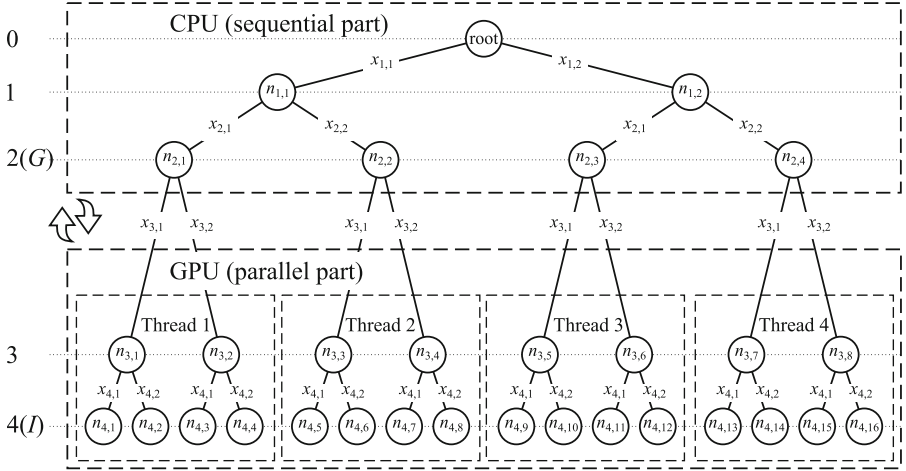 CPU (sequential part)
0 root
x1,1 x1,2
1 n1,1 n1,2
x2,1 x2,2 x2,1 x2,2
2(G) n2,1 n2,2 n2,3 n2,4
x3,1 x3,2 x3,1 x3,2 x3,1 x3,2 x3,1 x3,2
GPU (parallel part)
Thread 1 Thread 2 Thread 3 Thread 4
3 n3,1 n3,2 n3,3 n3,4 n3,5 n3,6 n3,7 n3,8
x4,1 x4,2 x4,1 x4,2 x4,1 x4,2 x4,1 x4,2 x4,1 x4,2 x4,1 x4,2 x4,1 x4,2 x4,1 x4,2
4(I) n4,1 n4,2 n4,3 n4,4 n4,5 n4,6 n4,7 n4,8 n4,9 n4,10 n4,11 n4,12 n4,13 n4,14 n4,15 n4,16